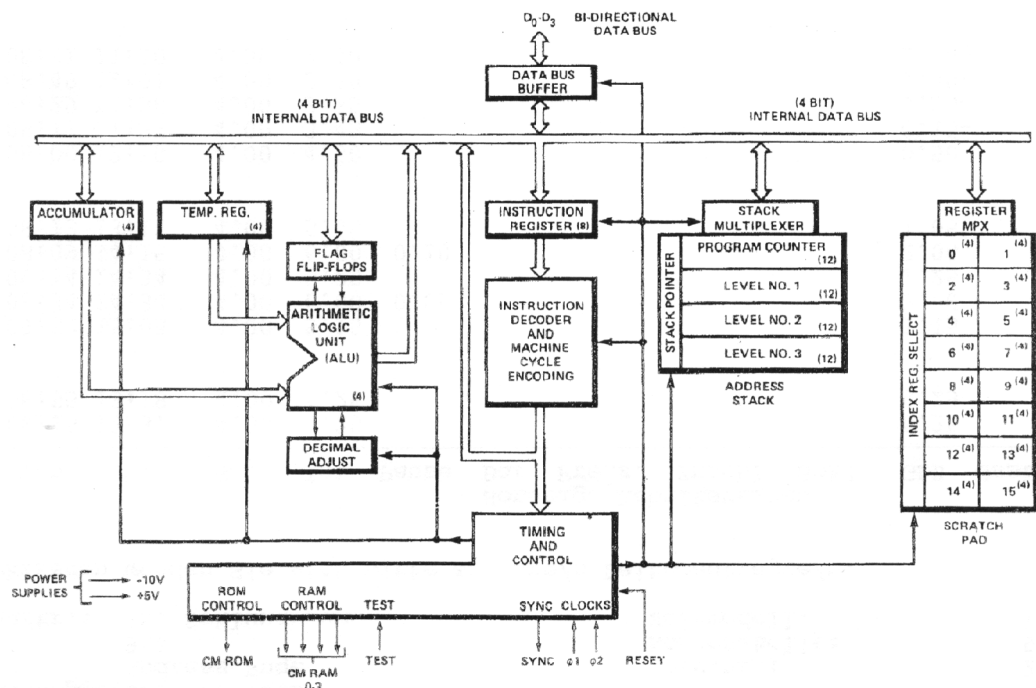 D0-D3 BI-DIRECTIONAL
DATA BUS
DATA BUS
BUFFER
(4 BIT)
INTERNAL DATA BUS
(4 BIT)
INTERNAL DATA BUS
ACCUMULATOR
(4)
TEMP. REG.
(4)
FLAG
FLIP-FLOPS
ARITHMETIC
LOGIC
UNIT
(ALU)
(4)
DECIMAL
ADJUST
INSTRUCTION
REGISTER (8)
INSTRUCTION
DECODER
AND
MACHINE
CYCLE
ENCODING
STACK
MULTIPLEXER
STACK POINTER
PROGRAM COUNTER
(12)
LEVEL NO. 1
(12)
LEVEL NO. 2
(12)
LEVEL NO. 3
(12)
ADDRESS
STACK
REGISTER
MPX
INDEX REG. SELECT
0 (4) 1 (4)
2 (4) 3 (4)
4 (4) 5 (4)
6 (4) 7 (4)
8 (4) 9 (4)
10 (4) 11 (4)
12 (4) 13 (4)
14 (4) 15 (4)
SCRATCH
PAD
TIMING
AND
CONTROL
POWER
SUPPLIES
-10V
+5V
ROM
CONTROL
RAM
CONTROL
TEST
SYNC
CLOCKS
CM ROM
CM RAM
0-3
TEST
SYNC
φ1
φ2
RESET